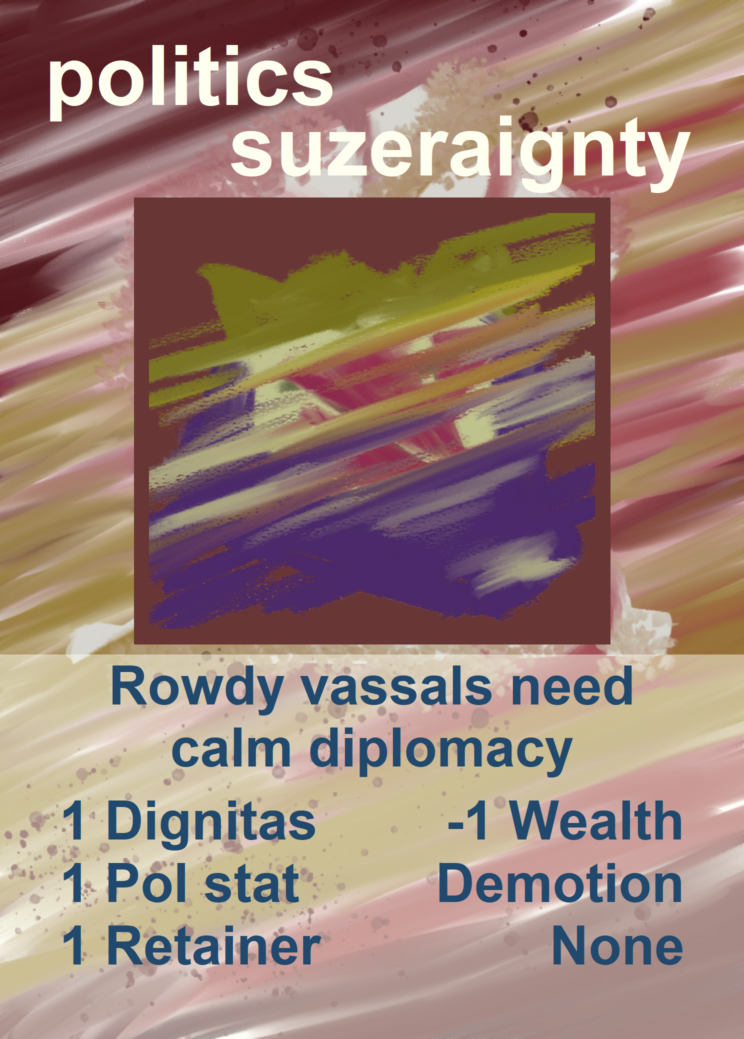 politics
suzeraignty
Rowdy vassals need
calm diplomacy
1 Dignitas -1 Wealth
1 Pol stat Demotion
1 Retainer None